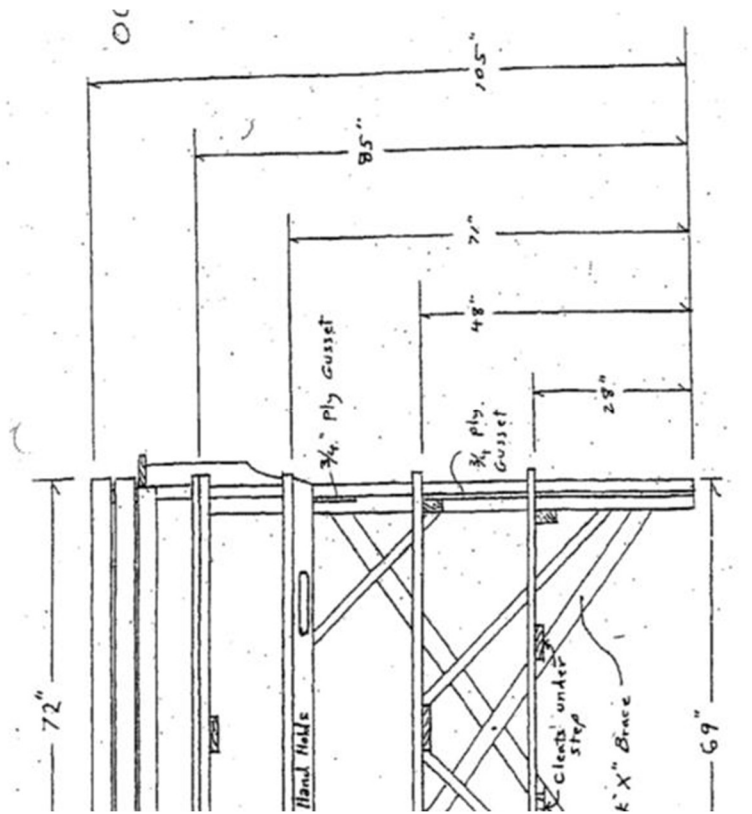 105"
85"
71"
48"
28"
3/4" Ply Gusset
3/4 Ply.
Gusset
72"
Hand Holds
Cleats under
step
"X" Brace
69"